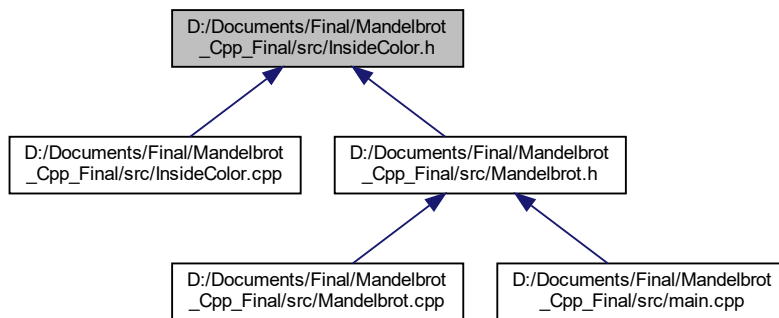 D:/Documents/Final/Mandelbrot
_Cpp_Final/src/InsideColor.h
D:/Documents/Final/Mandelbrot
_Cpp_Final/src/InsideColor.cpp
D:/Documents/Final/Mandelbrot
_Cpp_Final/src/Mandelbrot.h
D:/Documents/Final/Mandelbrot
_Cpp_Final/src/Mandelbrot.cpp
D:/Documents/Final/Mandelbrot
_Cpp_Final/src/main.cpp